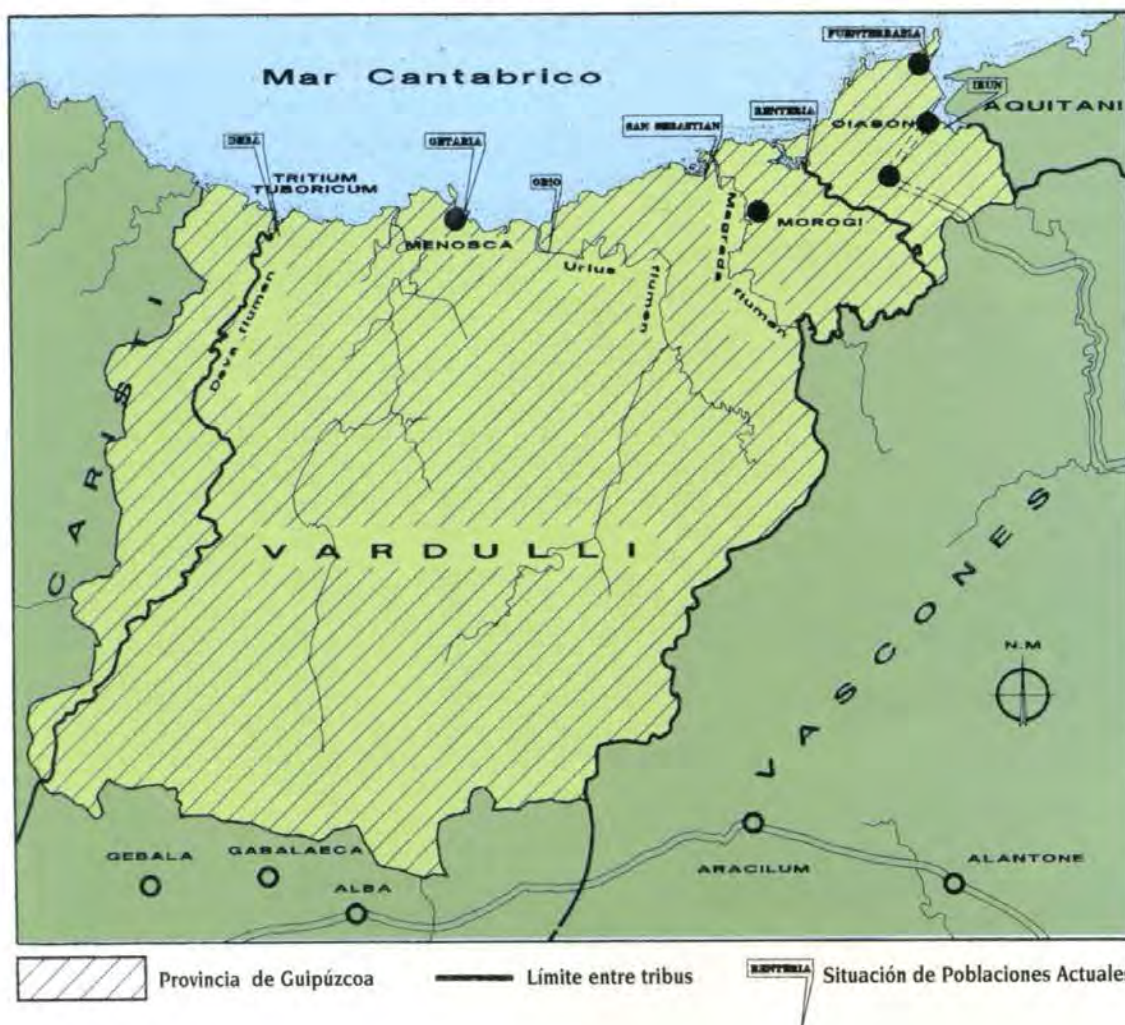 FUENTERRABIA
Mar Cantabrico
IRUN
AQUITANI
RENTERIA
SAN SEBASTIAN
OIASON
DEBA
GETARIA
ORIO
TRITIUM
TUBORICUM
MENOSCA
MOROGI
Urius flumen
Magrada flumen
Deva flumen
CARISTI
VARDULLI
LASCONES
N.M
GEBALA
GABALAECA
ALBA
ARACILUM
ALANTONE
Provincia de Guipúzcoa
Límite entre tribus
RENTERIA
Situación de Poblaciones Actuale